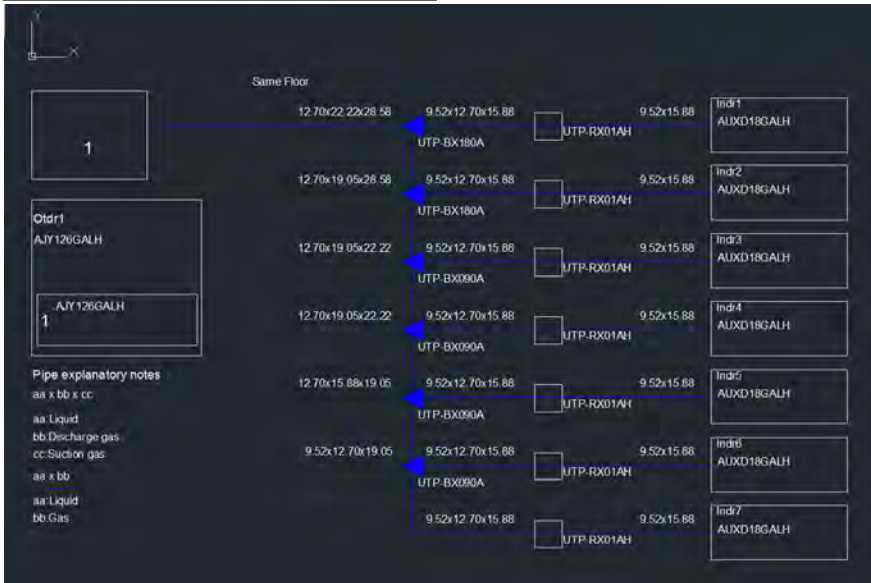 Y
X
Same Floor
1
12.70x22.22x28.58
9.52x12.70x15.88
9.52x15.88
Indr1
AUXD18GALH
UTP-BX180A
UTP-RX01AH
12.70x19.05x28.58
9.52x12.70x15.88
9.52x15.88
Indr2
AUXD18GALH
UTP-BX180A
UTP-RX01AH
Otdr1
AJY126GALH
12.70x19.05x22.22
9.52x12.70x15.88
9.52x15.88
Indr3
AUXD18GALH
UTP-BX090A
UTP-RX01AH
AJY126GALH
1
12.70x19.05x22.22
9.52x12.70x15.88
9.52x15.88
Indr4
AUXD18GALH
UTP-BX090A
UTP-RX01AH
Pipe explanatory notes
aa x bb x cc
aa:Liquid
bb:Discharge gas
cc:Suction gas
aa x bb
aa:Liquid
bb:Gas
12.70x15.88x19.05
9.52x12.70x15.88
9.52x15.88
Indr5
AUXD18GALH
UTP-BX090A
UTP-RX01AH
9.52x12.70x19.05
9.52x12.70x15.88
9.52x15.88
Indr6
AUXD18GALH
UTP-BX090A
UTP-RX01AH
9.52x12.70x15.88
9.52x15.88
Indr7
AUXD18GALH
UTP-RX01AH